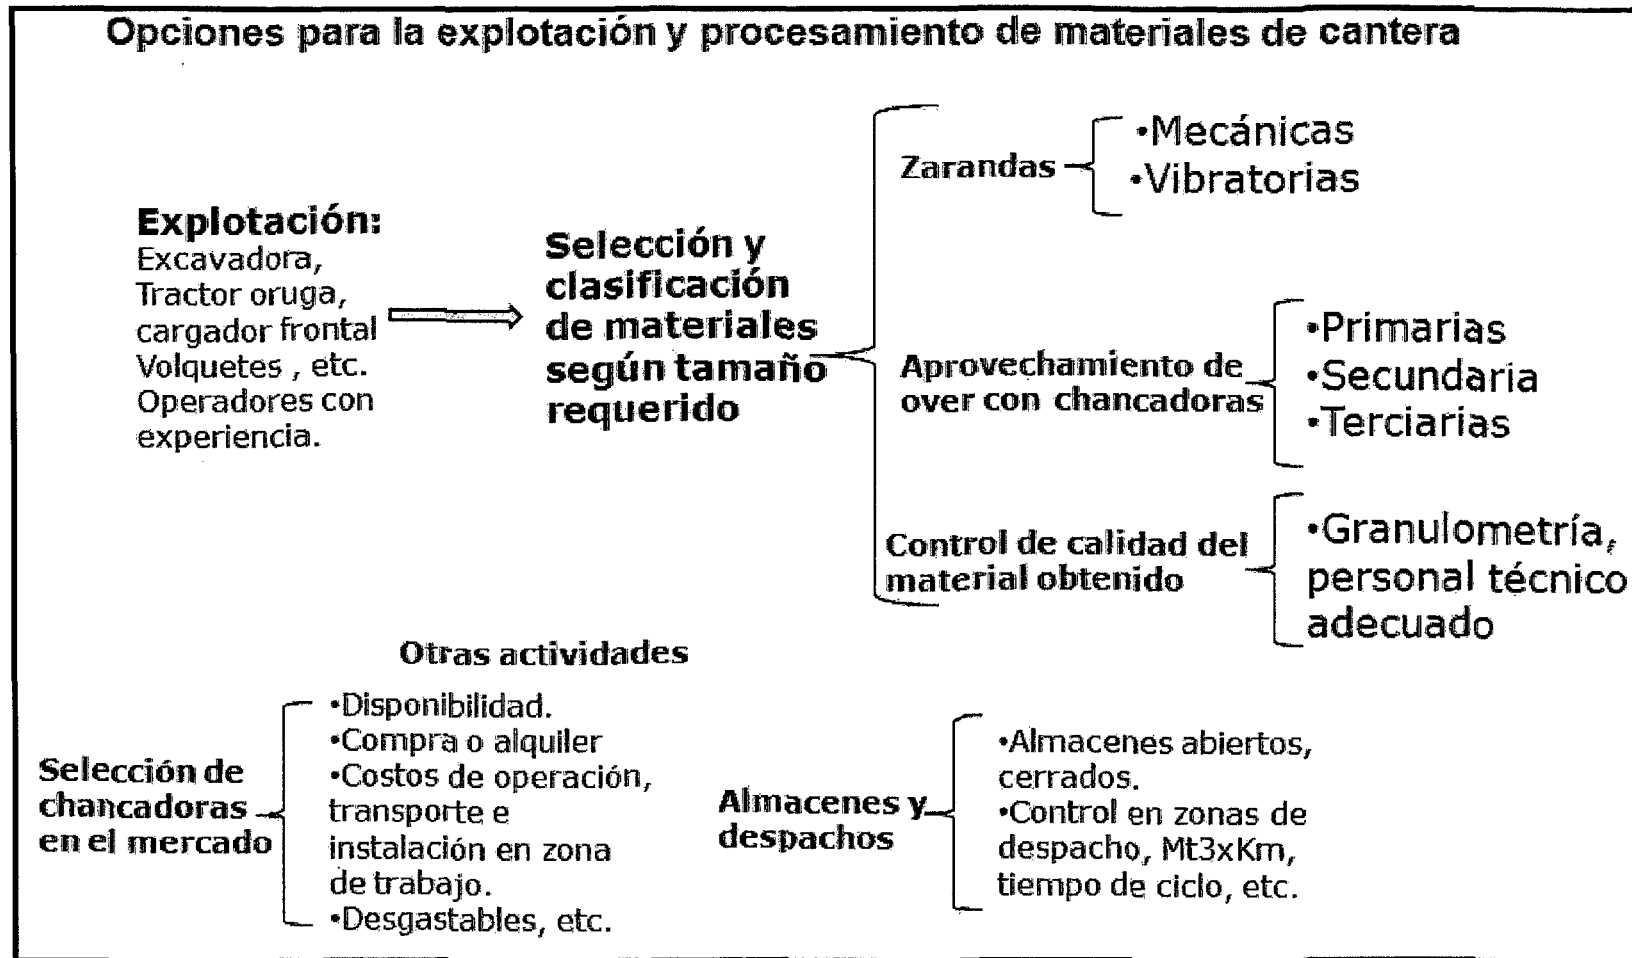 Opciones para la explotación y procesamiento de materiales de cantera
Explotación:
Excavadora,
Tractor oruga,
cargador frontal
Volquetes , etc.
Operadores con
experiencia.
Selección y
clasificación
de materiales
según tamaño
requerido
Zarandas
•Mecánicas
•Vibratorias
Aprovechamiento de
over con chancadoras
•Primarias
•Secundaria
•Terciarias
Control de calidad del
material obtenido
•Granulometría,
personal técnico
adecuado
Otras actividades
Selección de
chancadoras
en el mercado
•Disponibilidad.
•Compra o alquiler
•Costos de operación,
transporte e
instalación en zona
de trabajo.
•Desgastables, etc.
Almacenes y
despachos
•Almacenes abiertos,
cerrados.
•Control en zonas de
despacho, Mt3xKm,
tiempo de ciclo, etc.